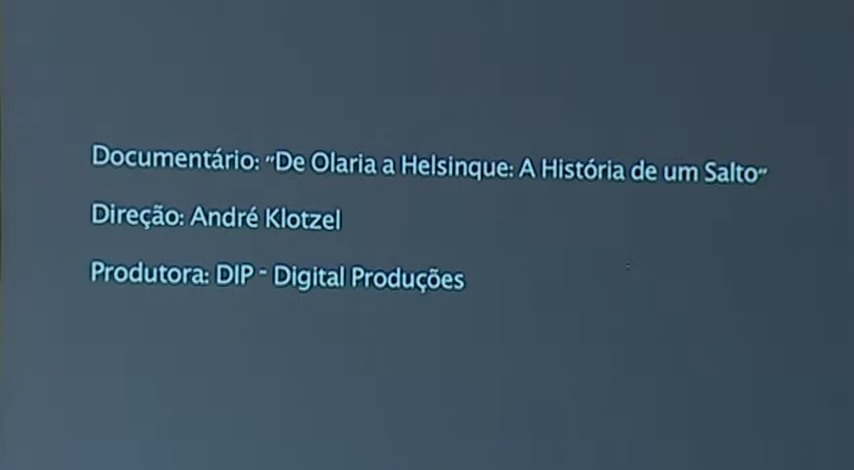 Documentário: "De Olaria a Helsinque: A História de um Salto"
Direção: André Klotzel
Produtora: DIP - Digital Produções